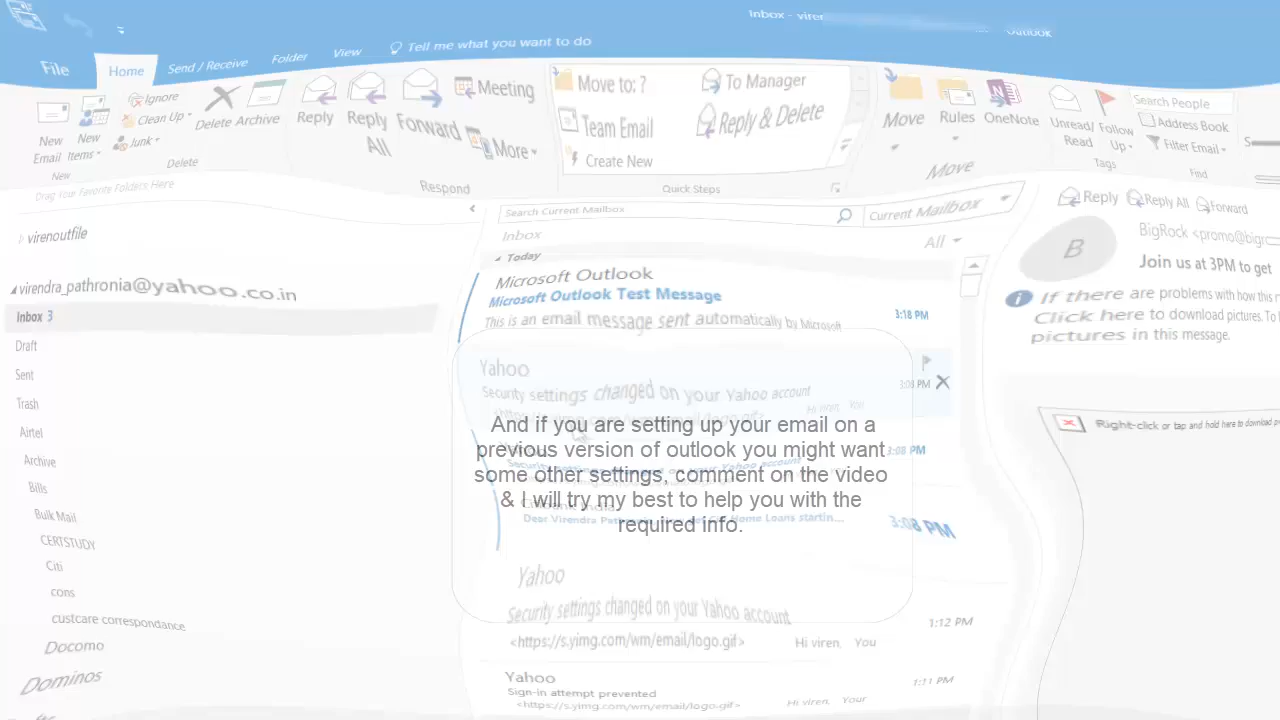 Inbox - viren
Outlook
File
Home
Send / Receive
Folder
View
Tell me what you want to do
New
Email
New
Items
New
Ignore
Clean Up
Junk
Delete
Archive
Delete
Reply
Reply
All
Forward
Meeting
More
Respond
Move to: ?
Team Email
Create New
To Manager
Reply & Delete
Quick Steps
Move
Rules
OneNote
Move
Unread/
Read
Follow
Up
Tags
Search People
Address Book
Filter Email
Find
Drag Your Favorite Folders Here
virenoutfile
virendra_pathronia@yahoo.co.in
Inbox 3
Draft
Sent
Trash
Airtel
Archive
Bills
Bulk Mail
CERTSTUDY
Citi
cons
custcare correspondance
Docomo
Dominos
Search Current Mailbox
Current Mailbox
Inbox
All
Today
Microsoft Outlook
Microsoft Outlook Test Message
3:18 PM
This is an email message sent automatically by Microsoft
Yahoo
Security settings changed on your Yahoo account
3:08 PM
Hi viren, You
And if you are setting up your email on a
previous version of outlook you might want
some other settings, comment on the video
& I will try my best to help you with the
required info.
3:08 PM
3:08 PM
Yahoo
Security settings changed on your Yahoo account
1:12 PM
<https://s.yimg.com/wm/email/logo.gif> Hi viren, You
Yahoo
Sign-in attempt prevented
1:11 PM
<https://s.yimg.com/wm/email/logo.gif> Hi viren, Your
Reply
Reply All
Forward
B
BigRock <promo@bigr
Join us at 3PM to get
If there are problems with how this m
Click here to download pictures. To
pictures in this message.
Right-click or tap and hold here to download p